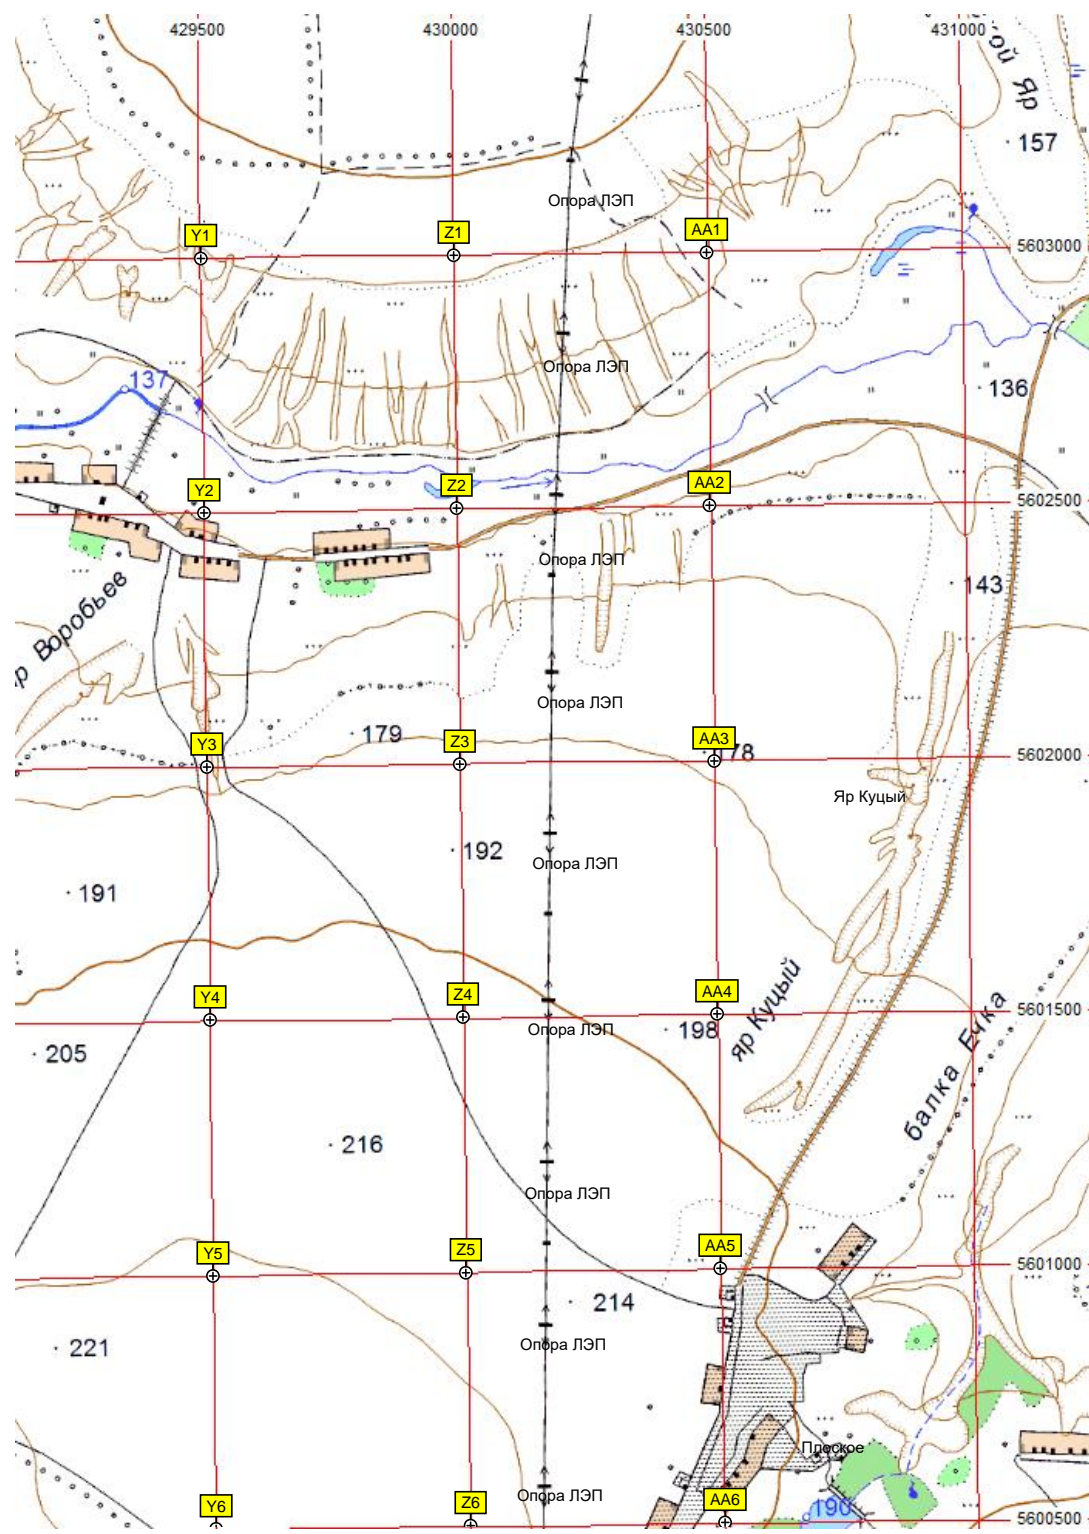 429500
430000
430500
431000
ой Яр
157
Опора ЛЭП
Y1
Z1
AA1
5603000
Опора ЛЭП
137
136
Y2
Z2
AA2
5602500
Опора ЛЭП
143
р Воробьев
Опора ЛЭП
179
Y3
Z3
AA3
78
5602000
Яр Куцый
192
Опора ЛЭП
191
яр Куцый
Y4
Z4
AA4
5601500
Опора ЛЭП
198
205
балка Ечка
216
Опора ЛЭП
Y5
Z5
AA5
5601000
214
221
Опора ЛЭП
Плоское
Опора ЛЭП
Y6
Z6
AA6
190
5600500